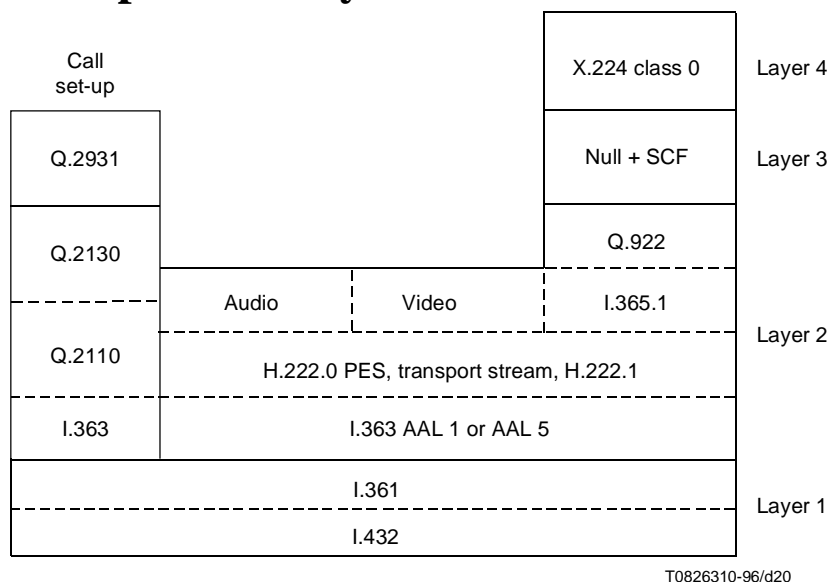 Call
set-up
X.224 class 0
Layer 4
Q.2931
Null + SCF
Layer 3
Q.2130
Q.922
Audio
Video
I.365.1
Layer 2
Q.2110
H.222.0 PES, transport stream, H.222.1
I.363
I.363 AAL 1 or AAL 5
I.361
Layer 1
I.432
T0826310-96/d20